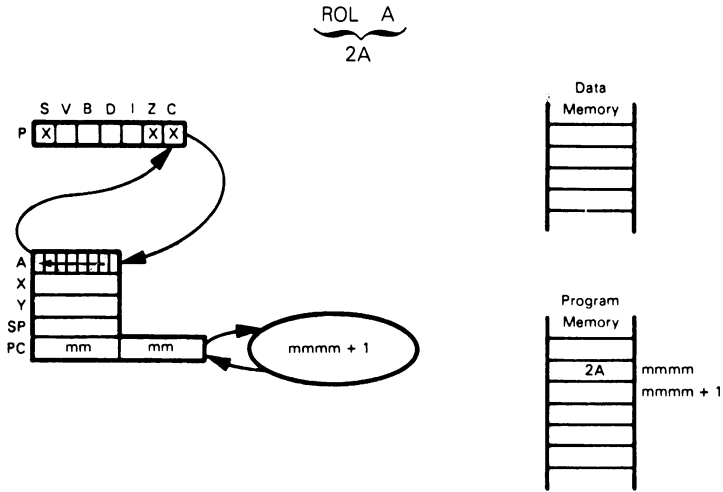 ROL A
2A
S V B D I Z C
P X X X
A
X
Y
SP
PC mm mm
mmmm + 1
Data
Memory
Program
Memory
2A mmmm
mmmm + 1